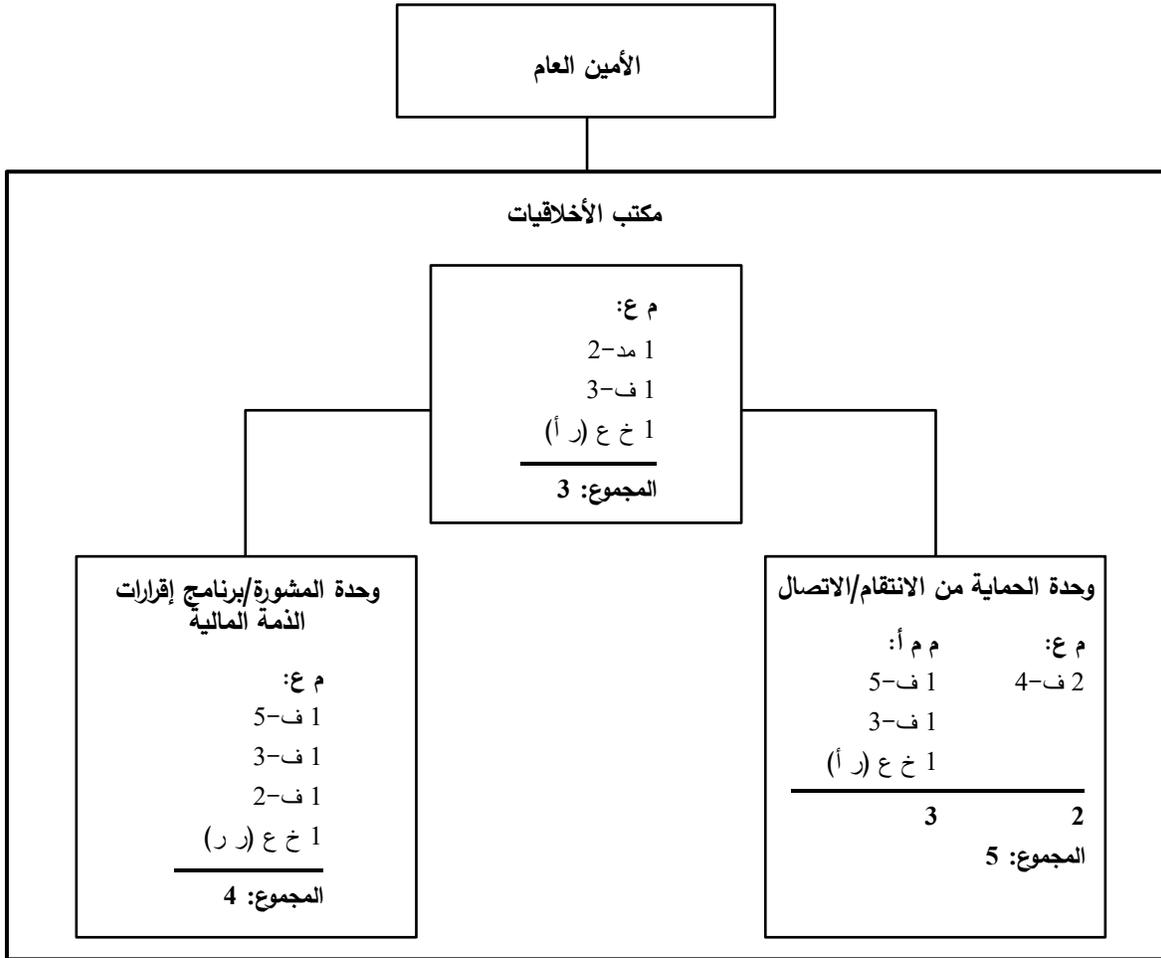 الأمين العام
مكتب الأخلاقيات
م ع:
1 مد-2
1 ف-3
1 خ ع (ر أ)
المجموع: 3
وحدة الحماية من الانتقام/الاتصال
م ع: م م أ:
2 ف-4 1 ف-5
1 ف-3
1 خ ع (ر أ)
2 3
المجموع: 5
وحدة المشورة/برنامج إقرارات
الذمة المالية
م ع:
1 ف-5
1 ف-3
1 ف-2
1 خ ع (ر ر)
المجموع: 4